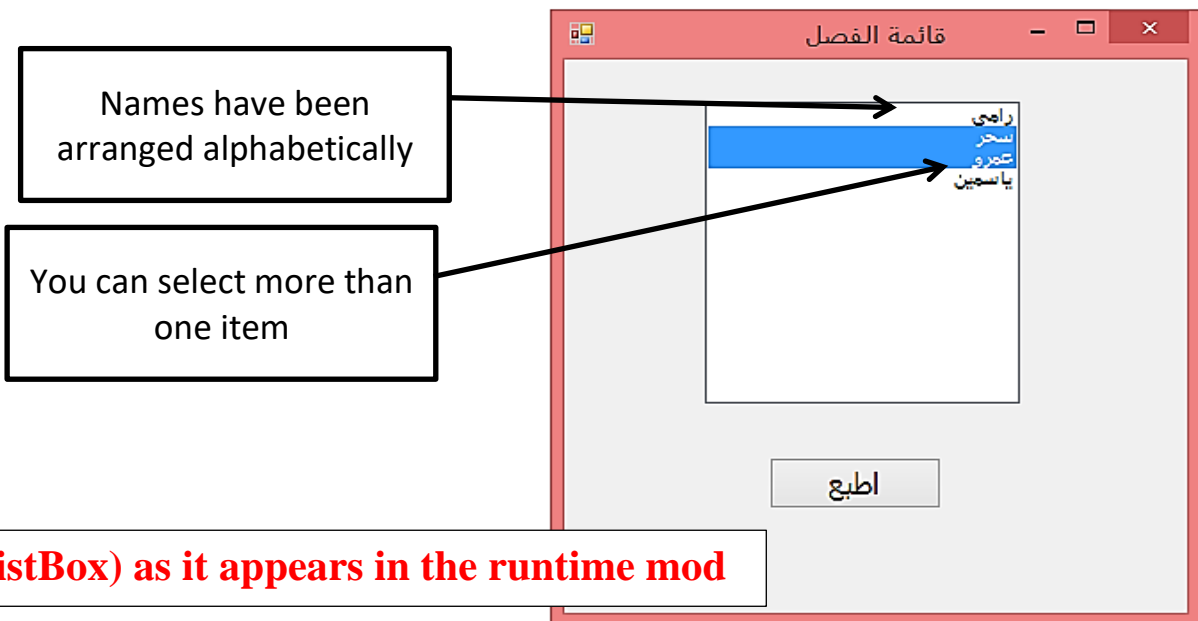 قائمة الفصل
Names have been
arranged alphabetically
رامي
سحر
عمرو
ياسمين
You can select more than
one item
اطبع
istBox) as it appears in the runtime mod